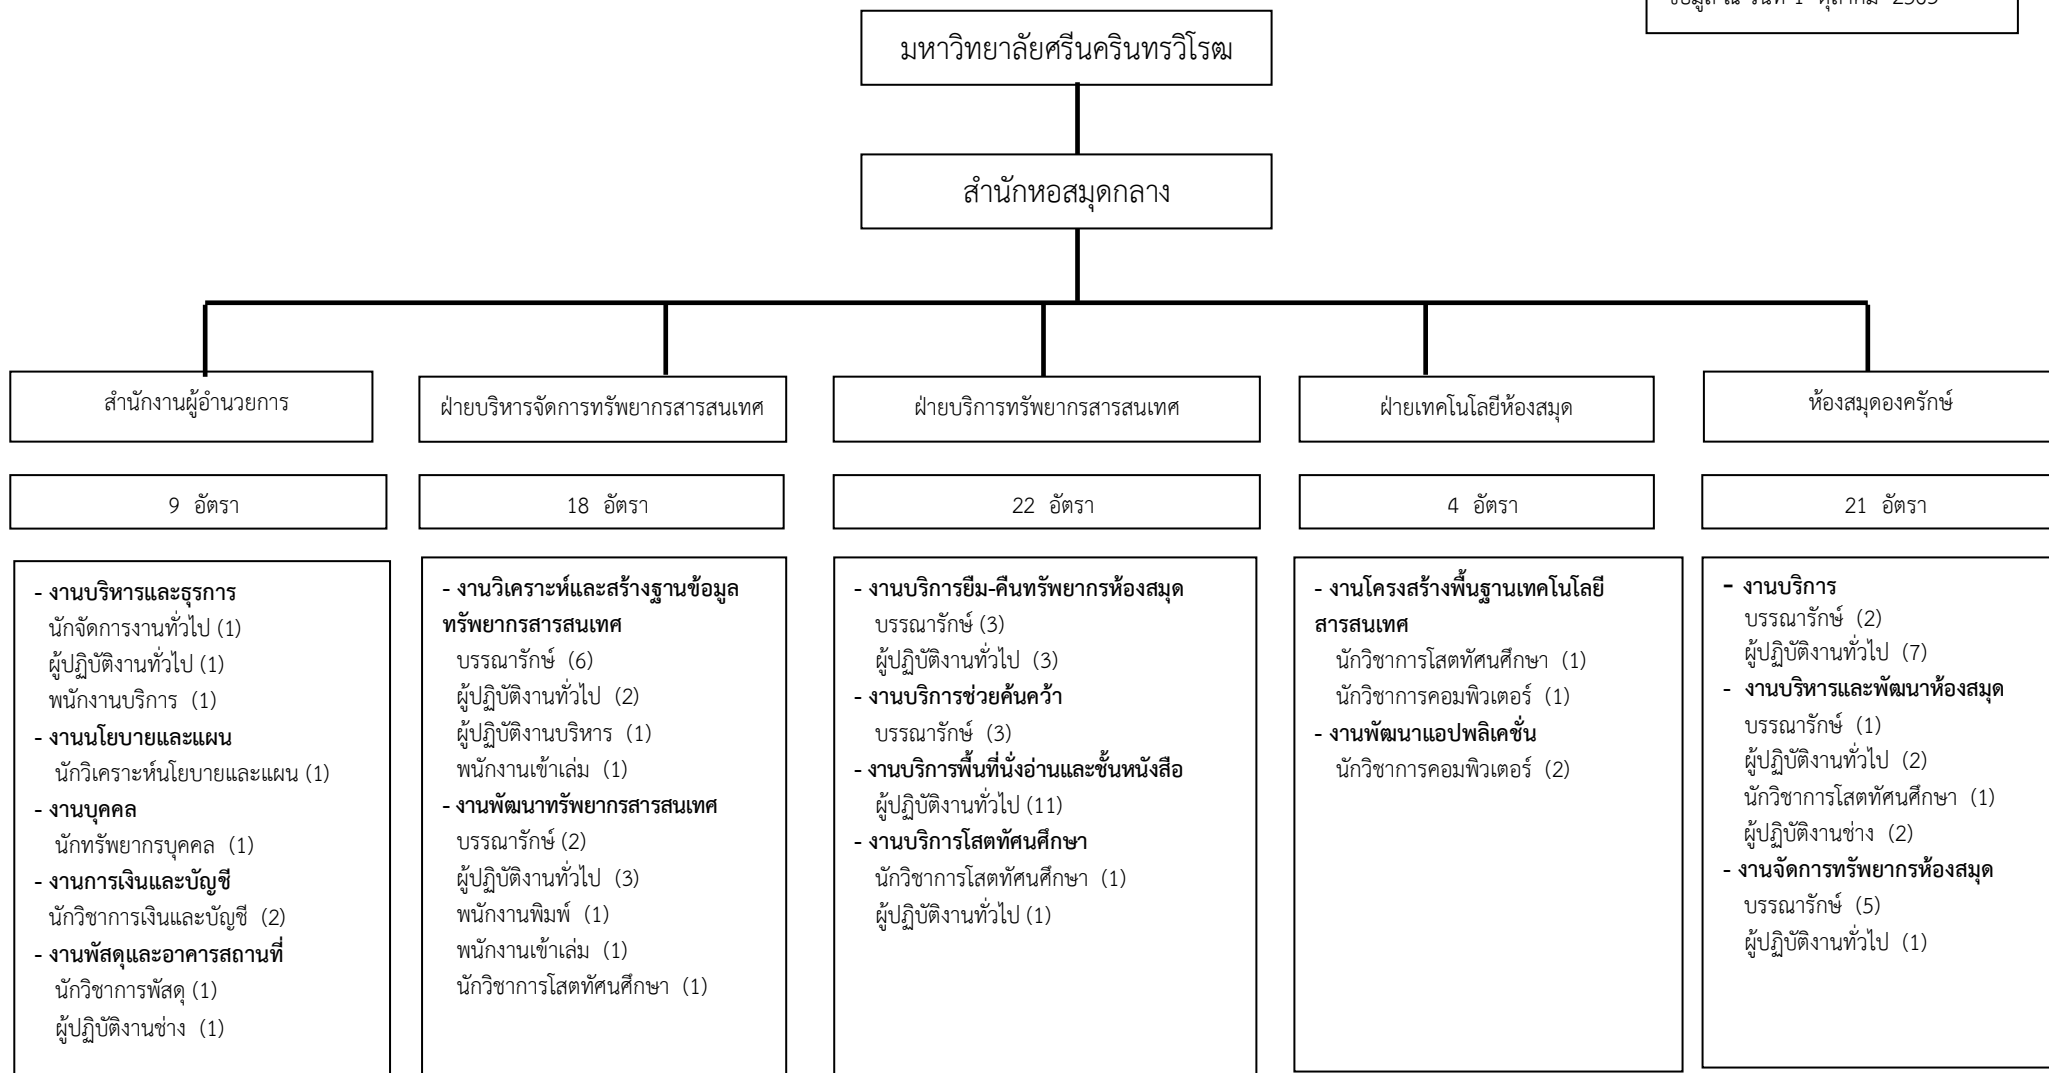 ข้อมูล ณ วันที่ 1 ตุลาคม 2565
มหาวิทยาลัยศรีนครินทรวิโรฒ
สำนักหอสมุดกลาง
สำนักงานผู้อำนวยการ
ฝ่ายบริหารจัดการทรัพยากรสารสนเทศ
ฝ่ายบริการทรัพยากรสารสนเทศ
ฝ่ายเทคโนโลยีห้องสมุด
ห้องสมุดองครักษ์
9 อัตรา
18 อัตรา
22 อัตรา
4 อัตรา
21 อัตรา
- งานบริหารและธุรการ
นักจัดการงานทั่วไป (1)
ผู้ปฏิบัติงานทั่วไป (1)
พนักงานบริการ (1)
- งานนโยบายและแผน
นักวิเคราะห์นโยบายและแผน (1)
- งานบุคคล
นักทรัพยากรบุคคล (1)
- งานการเงินและบัญชี
นักวิชาการเงินและบัญชี (2)
- งานพัสดุและอาคารสถานที่
นักวิชาการพัสดุ (1)
ผู้ปฏิบัติงานช่าง (1)
- งานวิเคราะห์และสร้างฐานข้อมูล
ทรัพยากรสารสนเทศ
บรรณารักษ์ (6)
ผู้ปฏิบัติงานทั่วไป (2)
ผู้ปฏิบัติงานบริหาร (1)
พนักงานเข้าเล่ม (1)
- งานพัฒนาทรัพยากรสารสนเทศ
บรรณารักษ์ (2)
ผู้ปฏิบัติงานทั่วไป (3)
พนักงานพิมพ์ (1)
พนักงานเข้าเล่ม (1)
นักวิชาการโสตทัศนศึกษา (1)
- งานบริการยืม-คืนทรัพยากรห้องสมุด
บรรณารักษ์ (3)
ผู้ปฏิบัติงานทั่วไป (3)
- งานบริการช่วยค้นคว้า
บรรณารักษ์ (3)
- งานบริการพื้นที่นั่งอ่านและชั้นหนังสือ
ผู้ปฏิบัติงานทั่วไป (11)
- งานบริการโสตทัศนศึกษา
นักวิชาการโสตทัศนศึกษา (1)
ผู้ปฏิบัติงานทั่วไป (1)
- งานโครงสร้างพื้นฐานเทคโนโลยี
สารสนเทศ
นักวิชาการโสตทัศนศึกษา (1)
นักวิชาการคอมพิวเตอร์ (1)
- งานพัฒนาแอปพลิเคชั่น
นักวิชาการคอมพิวเตอร์ (2)
- งานบริการ
บรรณารักษ์ (2)
ผู้ปฏิบัติงานทั่วไป (7)
- งานบริหารและพัฒนาห้องสมุด
บรรณารักษ์ (1)
ผู้ปฏิบัติงานทั่วไป (2)
นักวิชาการโสตทัศนศึกษา (1)
ผู้ปฏิบัติงานช่าง (2)
- งานจัดการทรัพยากรห้องสมุด
บรรณารักษ์ (5)
ผู้ปฏิบัติงานทั่วไป (1)